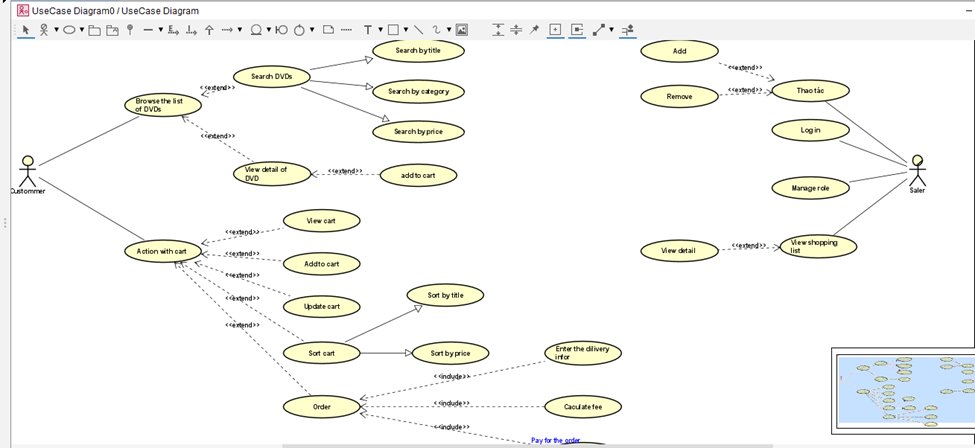 UseCase Diagram0 / UseCase Diagram
T
Search by title
Search DVDs
<<extend>>
Search by category
Browse the list
of DVDs
Search by price
<<extend>>
View detail of
DVD
<<extend>>
add to cart
Custommer
View cart
<<extend>>
Action with cart
<<extend>>
Add to cart
<<extend>>
Update cart
<<extend>>
Sort by title
<<extend>>
Sort cart
Sort by price
Enter the dilivery
infor
<<include>>
Order
<<include>>
Caculate fee
<<include>>
Pay for the order
Add
<<extend>>
Remove
<<extend>>
Thao tác
Log in
Manage role
Saler
View detail
<<extend>>
View shopping
list